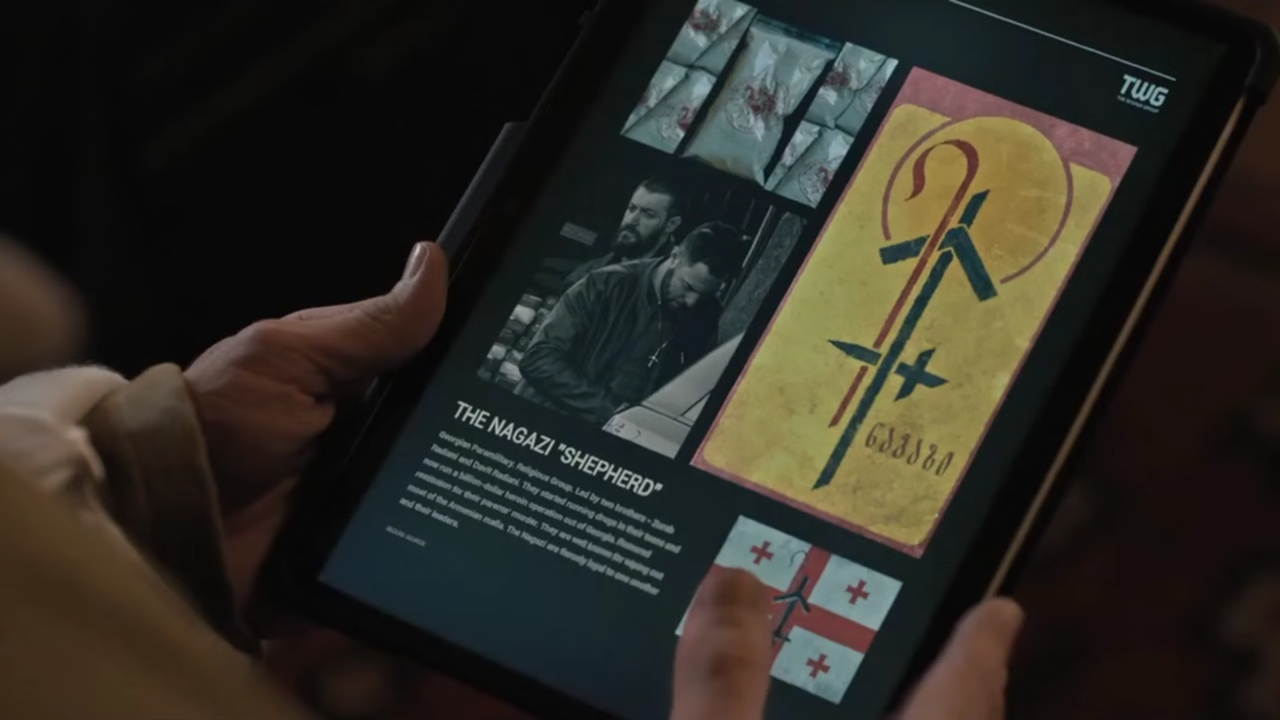 TWG
ნაგაზი
THE NAGAZI "SHEPHERD"
Georgian Paramilitary, Religious Group. Led by two brothers - Zurab
Radiani and Davit Radiani. They started running drugs in their teens and
now run a billion-dollar heroin operation out of Georgia. Rumored
restitution for their parents' murder. They are well known for wiping out
most of the Armenian mafia. The Nagazi are fiercely loyal to one another
and their leaders.